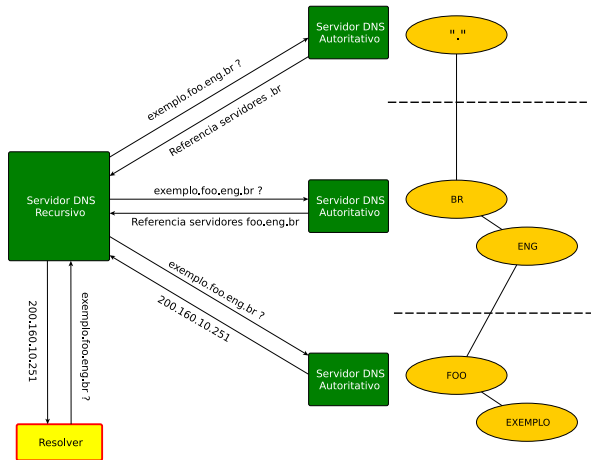 Servidor DNS
Autoritativo
"."
exemplo.foo.eng.br ?
Referencia servidores .br
Servidor DNS
Recursivo
exemplo.foo.eng.br ?
Referencia servidores foo.eng.br
Servidor DNS
Autoritativo
BR
ENG
exemplo.foo.eng.br ?
200.160.10.251
200.160.10.251
exemplo.foo.eng.br ?
Servidor DNS
Autoritativo
FOO
EXEMPLO
Resolver